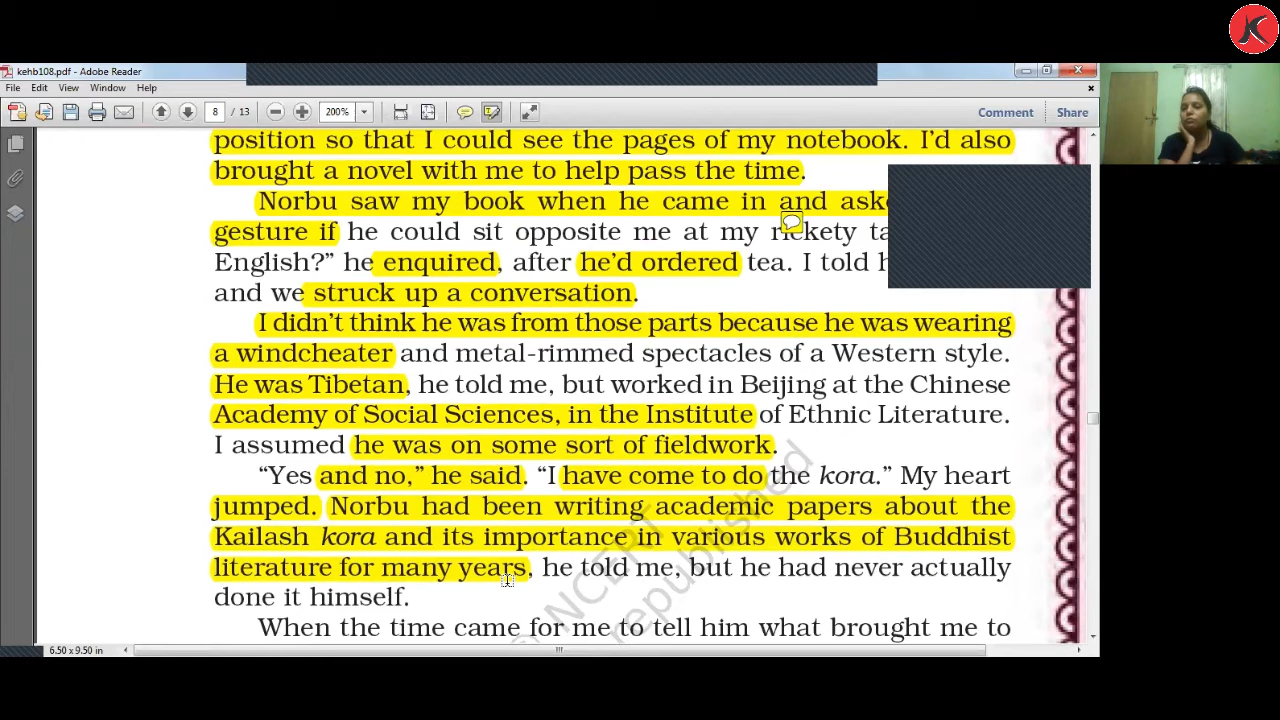 K
kehb108.pdf - Adobe Reader
File Edit View Window Help
8 / 13 200% Comment Share
position so that I could see the pages of my notebook. I'd also
brought a novel with me to help pass the time.
Norbu saw my book when he came in and
gesture if he could sit opposite me at my rickety
English?” he enquired, after he'd ordered tea. I told
and we struck up a conversation.
I didn't think he was from those parts because he was wearing
a windcheater and metal-rimmed spectacles of a Western style.
He was Tibetan, he told me, but worked in Beijing at the Chinese
Academy of Social Sciences, in the Institute of Ethnic Literature.
I assumed he was on some sort of fieldwork.
“Yes and no,” he said. “I have come to do the kora.” My heart
jumped. Norbu had been writing academic papers about the
Kailash kora and its importance in various works of Buddhist
literature for many years, he told me, but he had never actually
done it himself.
When the time came for me to tell him what brought me to
© NCERT
republished
6.50 x 9.50 in